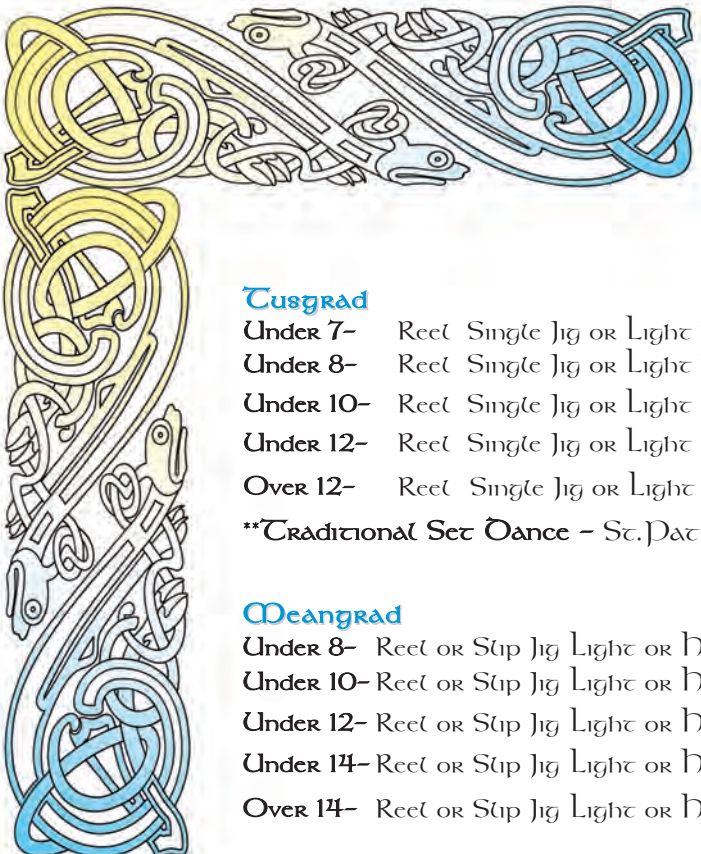 Tusgrad
Under 7- Reel Single Jig or Light
Under 8- Reel Single Jig or Light
Under 10- Reel Single Jig or Light
Under 12- Reel Single Jig or Light
Over 12- Reel Single Jig or Light
**Traditional Set Dance - St.Pat
Meangrad
Under 8- Reel or Slip Jig Light or H
Under 10- Reel or Slip Jig Light or H
Under 12- Reel or Slip Jig Light or H
Under 14- Reel or Slip Jig Light or H
Over 14- Reel or Slip Jig Light or H